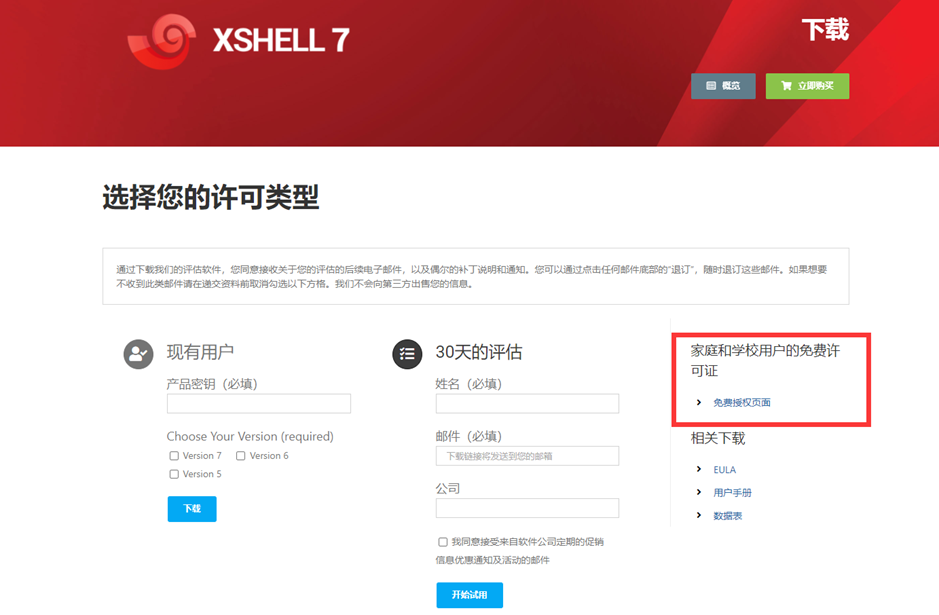 XSHELL 7
下载
概览
立即购买
选择您的许可类型
通过下载我们的评估软件，您同意接收关于您的评估的后续电子邮件，以及偶尔的补丁说明和通知。您可以通过点击任何邮件底部的“退订”，随时退订这些邮件。如果想要
不收到此类邮件请在递交资料前取消勾选以下方格。我们不会向第三方出售您的信息。
现有用户
产品密钥（必填）
Choose Your Version (required)
Version 7
Version 6
Version 5
下载
30天的评估
姓名（必填）
邮件（必填）
下载链接将发送到您的邮箱
公司
我同意接受来自软件公司定期的促销
信息优惠通知及活动的邮件
开始试用
家庭和学校用户的免费许
可证
免费授权页面
相关下载
EULA
用户手册
数据表